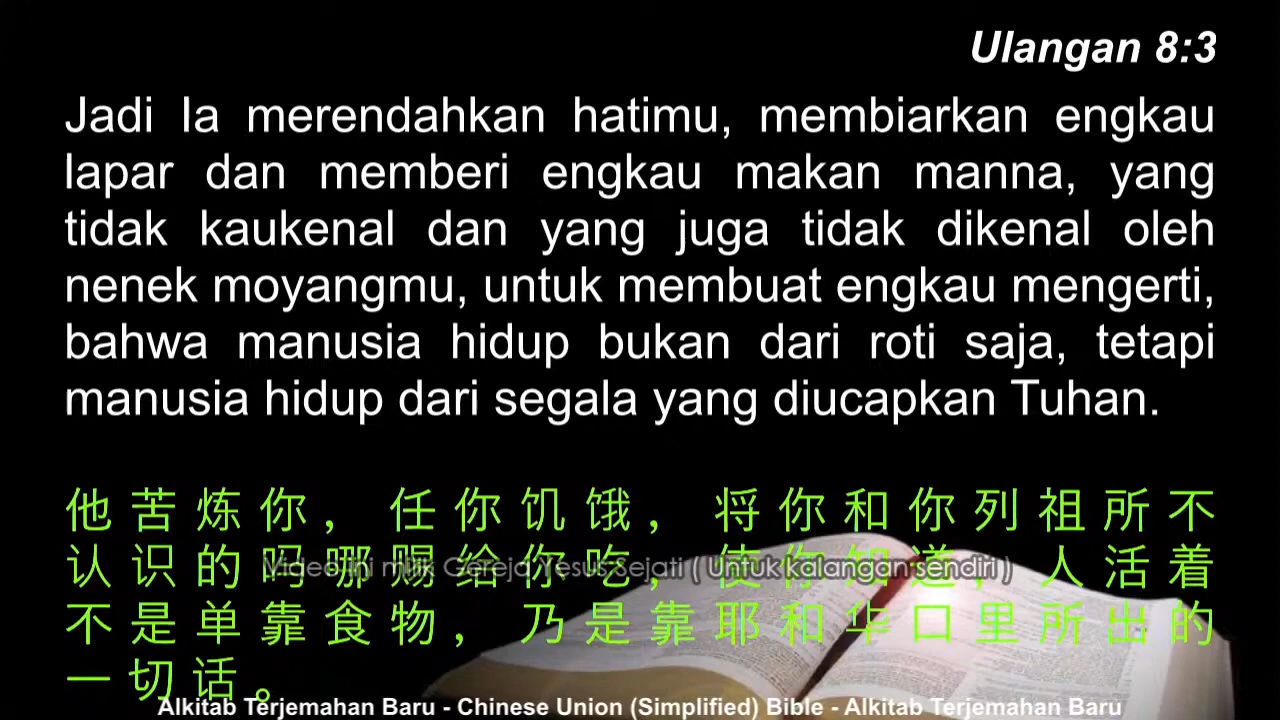 Ulangan 8:3
Jadi Ia merendahkan hatimu, membiarkan engkau
lapar dan memberi engkau makan manna, yang
tidak kaukenal dan yang juga tidak dikenal oleh
nenek moyangmu, untuk membuat engkau mengerti,
bahwa manusia hidup bukan dari roti saja, tetapi
manusia hidup dari segala yang diucapkan Tuhan.
他苦炼你，任你饥饿，将你和你列祖所不
认识的吗哪赐给你吃，使你知道，人活着
Video ini milik Gereja Yesus Sejati ( Untuk kalangan sendiri )
不是单靠食物，乃是靠耶和华口里所出的
一切话。
Alkitab Terjemahan Baru - Chinese Union (Simplified) Bible - Alkitab Terjemahan Baru